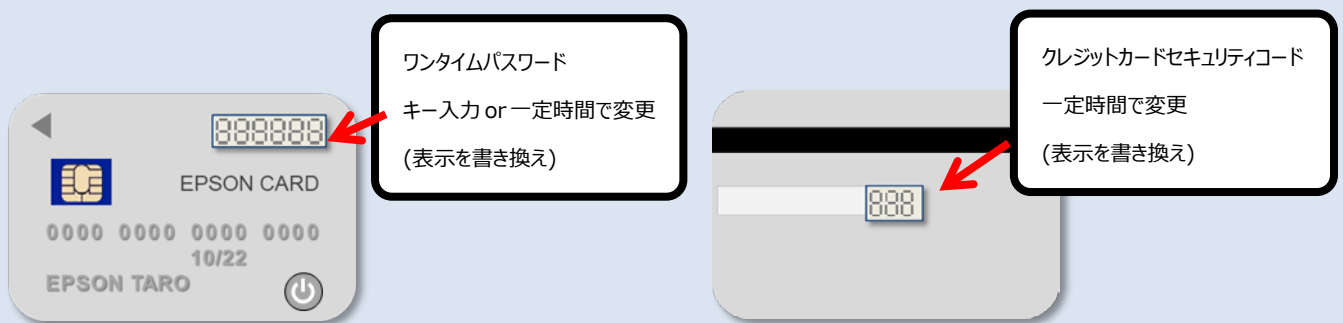 ワンタイムパスワード
キー入力 or 一定時間で変更
(表示を書き換え)
888888
EPSON CARD
0000 0000 0000 0000
10/22
EPSON TARO
クレジットカードセキュリティコード
一定時間で変更
(表示を書き換え)
888